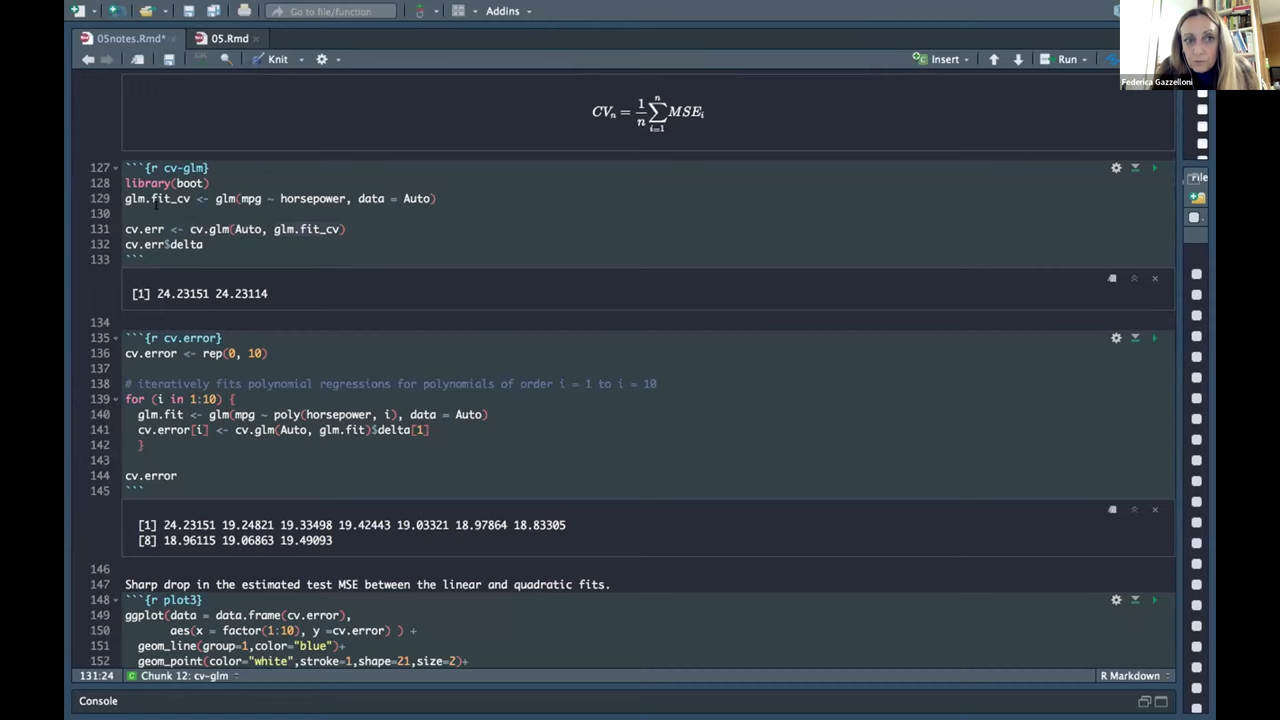 Go to file/function
Addins
05notes.Rmd*
05.Rmd
Knit
Insert
Run
Federica Gazzelloni
File
CVn = 1/n Σ i=1 n MSEi
127 ```{r cv-glm}
128 library(boot)
129 glm.fit_cv <- glm(mpg ~ horsepower, data = Auto)
130
131 cv.err <- cv.glm(Auto, glm.fit_cv)
132 cv.err$delta
133 ```
[1] 24.23151 24.23114
134
135 ```{r cv.error}
136 cv.error <- rep(0, 10)
137
138 # iteratively fits polynomial regressions for polynomials of order i = 1 to i = 10
139 for (i in 1:10) {
140 glm.fit <- glm(mpg ~ poly(horsepower, i), data = Auto)
141 cv.error[i] <- cv.glm(Auto, glm.fit)$delta[1]
142 }
143
144 cv.error
145 ```
[1] 24.23151 19.24821 19.33498 19.42443 19.03321 18.97864 18.83305
[8] 18.96115 19.06863 19.49093
146
147 Sharp drop in the estimated test MSE between the linear and quadratic fits.
148 ```{r plot3}
149 ggplot(data = data.frame(cv.error),
150 aes(x = factor(1:10), y =cv.error) ) +
151 geom_line(group=1,color="blue")+
152 geom_point(color="white",stroke=1,shape=21,size=2)+
131:24
Chunk 12: cv-glm
R Markdown
Console